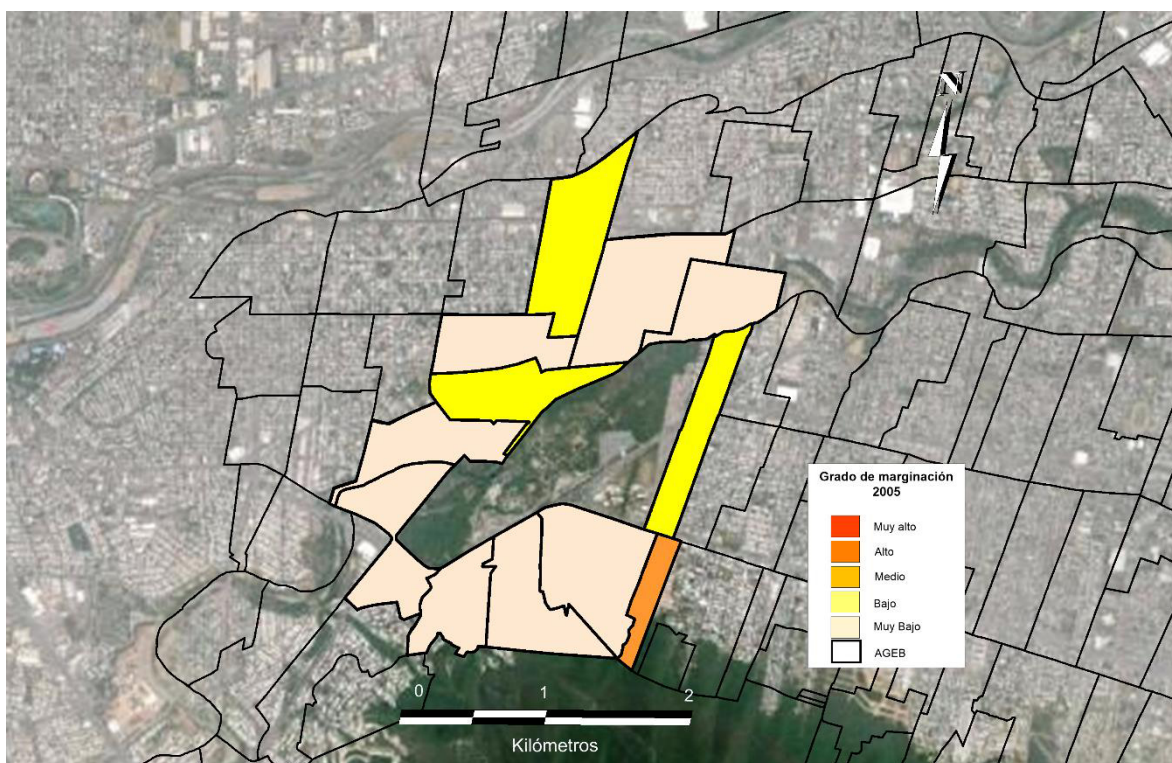 N
Grado de marginación
2005
Muy alto
Alto
Medio
Bajo
Muy Bajo
AGEB
0 1 2
Kilómetros